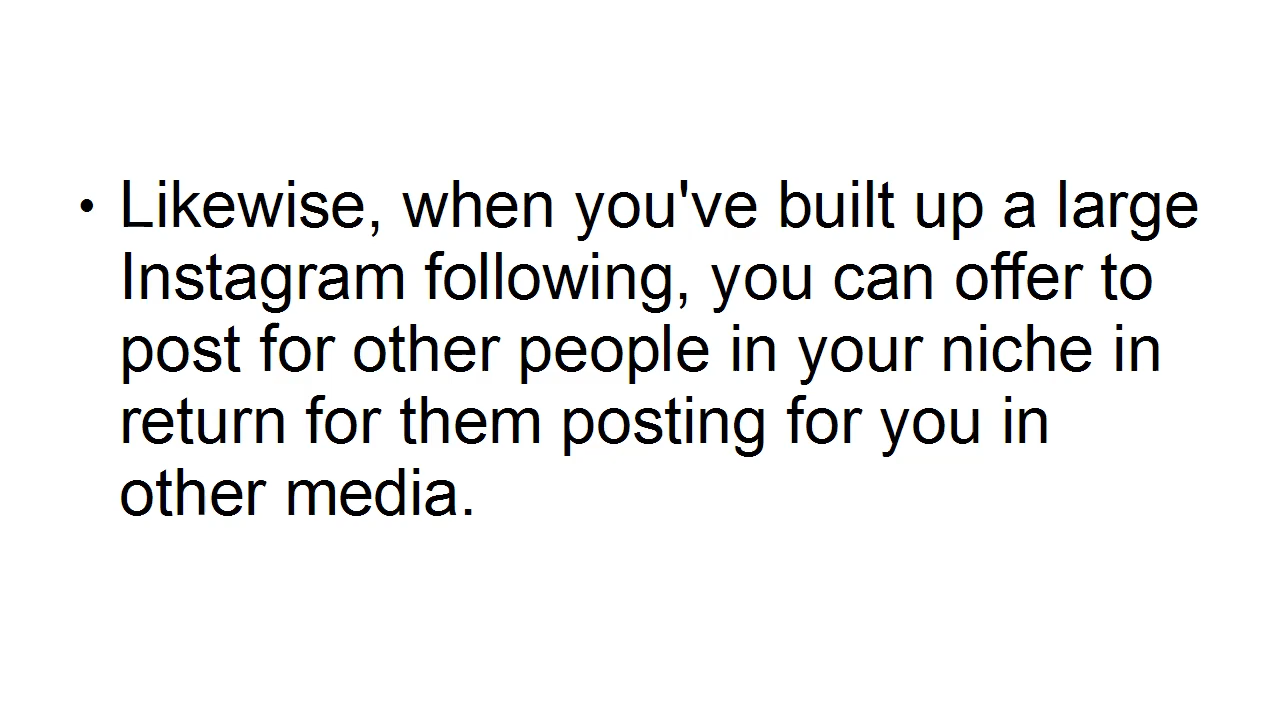 • Likewise, when you've built up a large
Instagram following, you can offer to
post for other people in your niche in
return for them posting for you in
other media.